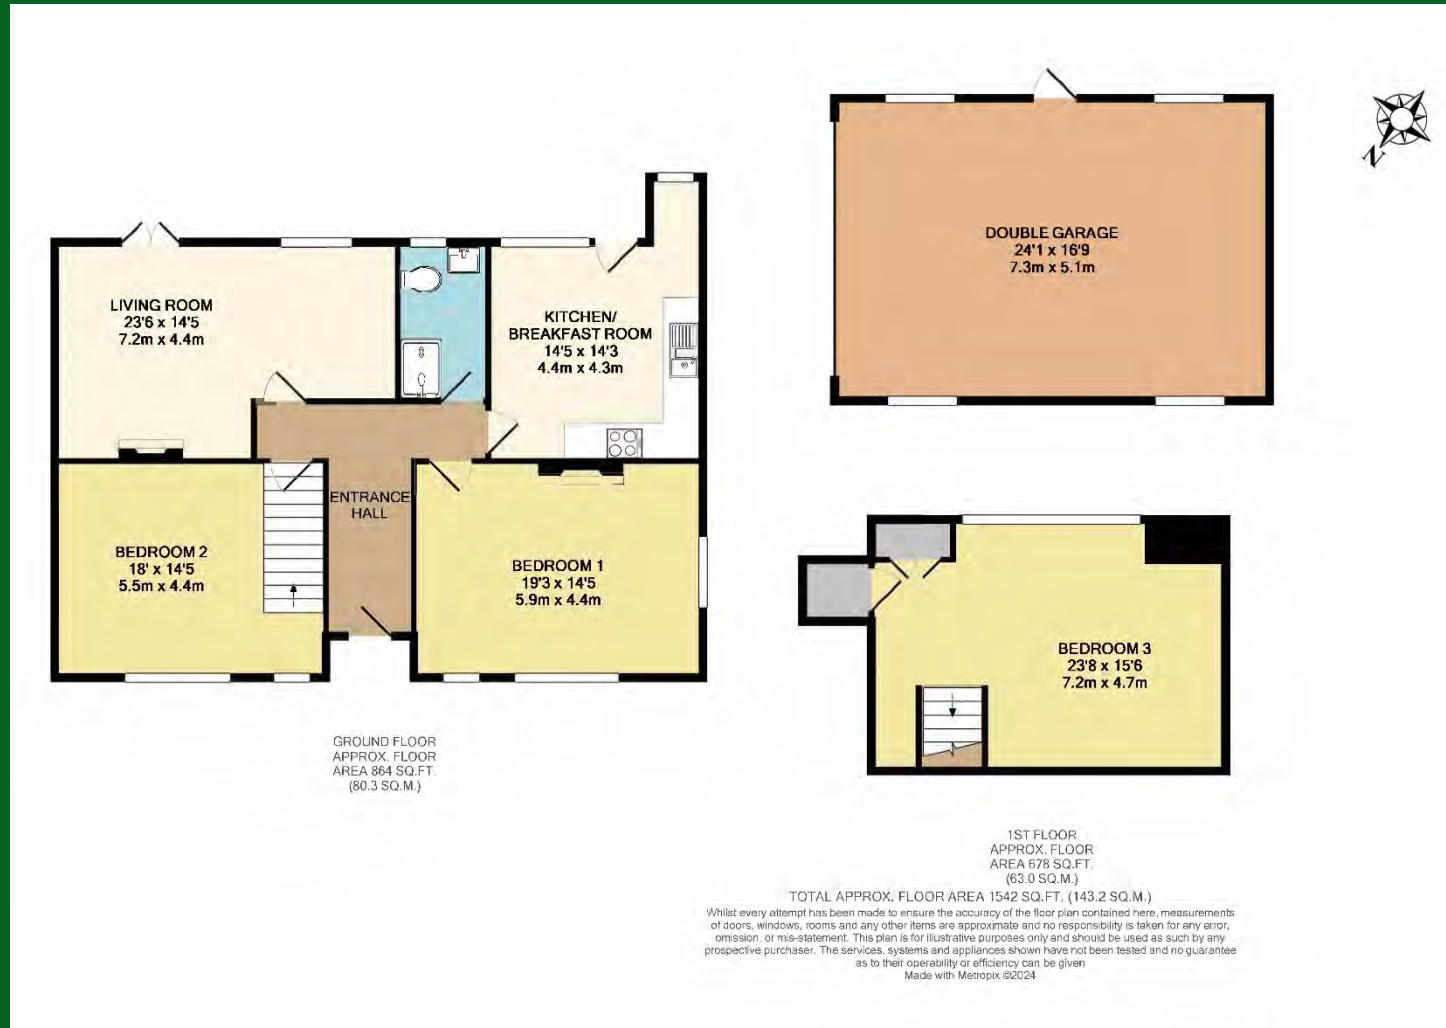 DOUBLE GARAGE
24'1 x 16'9
7.3m x 5.1m
N
LIVING ROOM
23'6 x 14'5
7.2m x 4.4m
KITCHEN/
BREAKFAST ROOM
14'5 x 14'3
4.4m x 4.3m
ENTRANCE
HALL
BEDROOM 2
18' x 14'5
5.5m x 4.4m
BEDROOM 1
19'3 x 14'5
5.9m x 4.4m
BEDROOM 3
23'8 x 15'6
7.2m x 4.7m
GROUND FLOOR
APPROX. FLOOR
AREA 864 SQ.FT.
(80.3 SQ.M.)
1ST FLOOR
APPROX. FLOOR
AREA 678 SQ.FT.
(63.0 SQ.M.)
TOTAL APPROX. FLOOR AREA 1542 SQ.FT. (143.2 SQ.M.)
Whilst every attempt has been made to ensure the accuracy of the floor plan contained here, measurements
of doors, windows, rooms and any other items are approximate and no responsibility is taken for any error,
omission, or mis-statement. This plan is for illustrative purposes only and should be used as such by any
prospective purchaser. The services, systems and appliances shown have not been tested and no guarantee
as to their operability or efficiency can be given
Made with Metropix ©2024